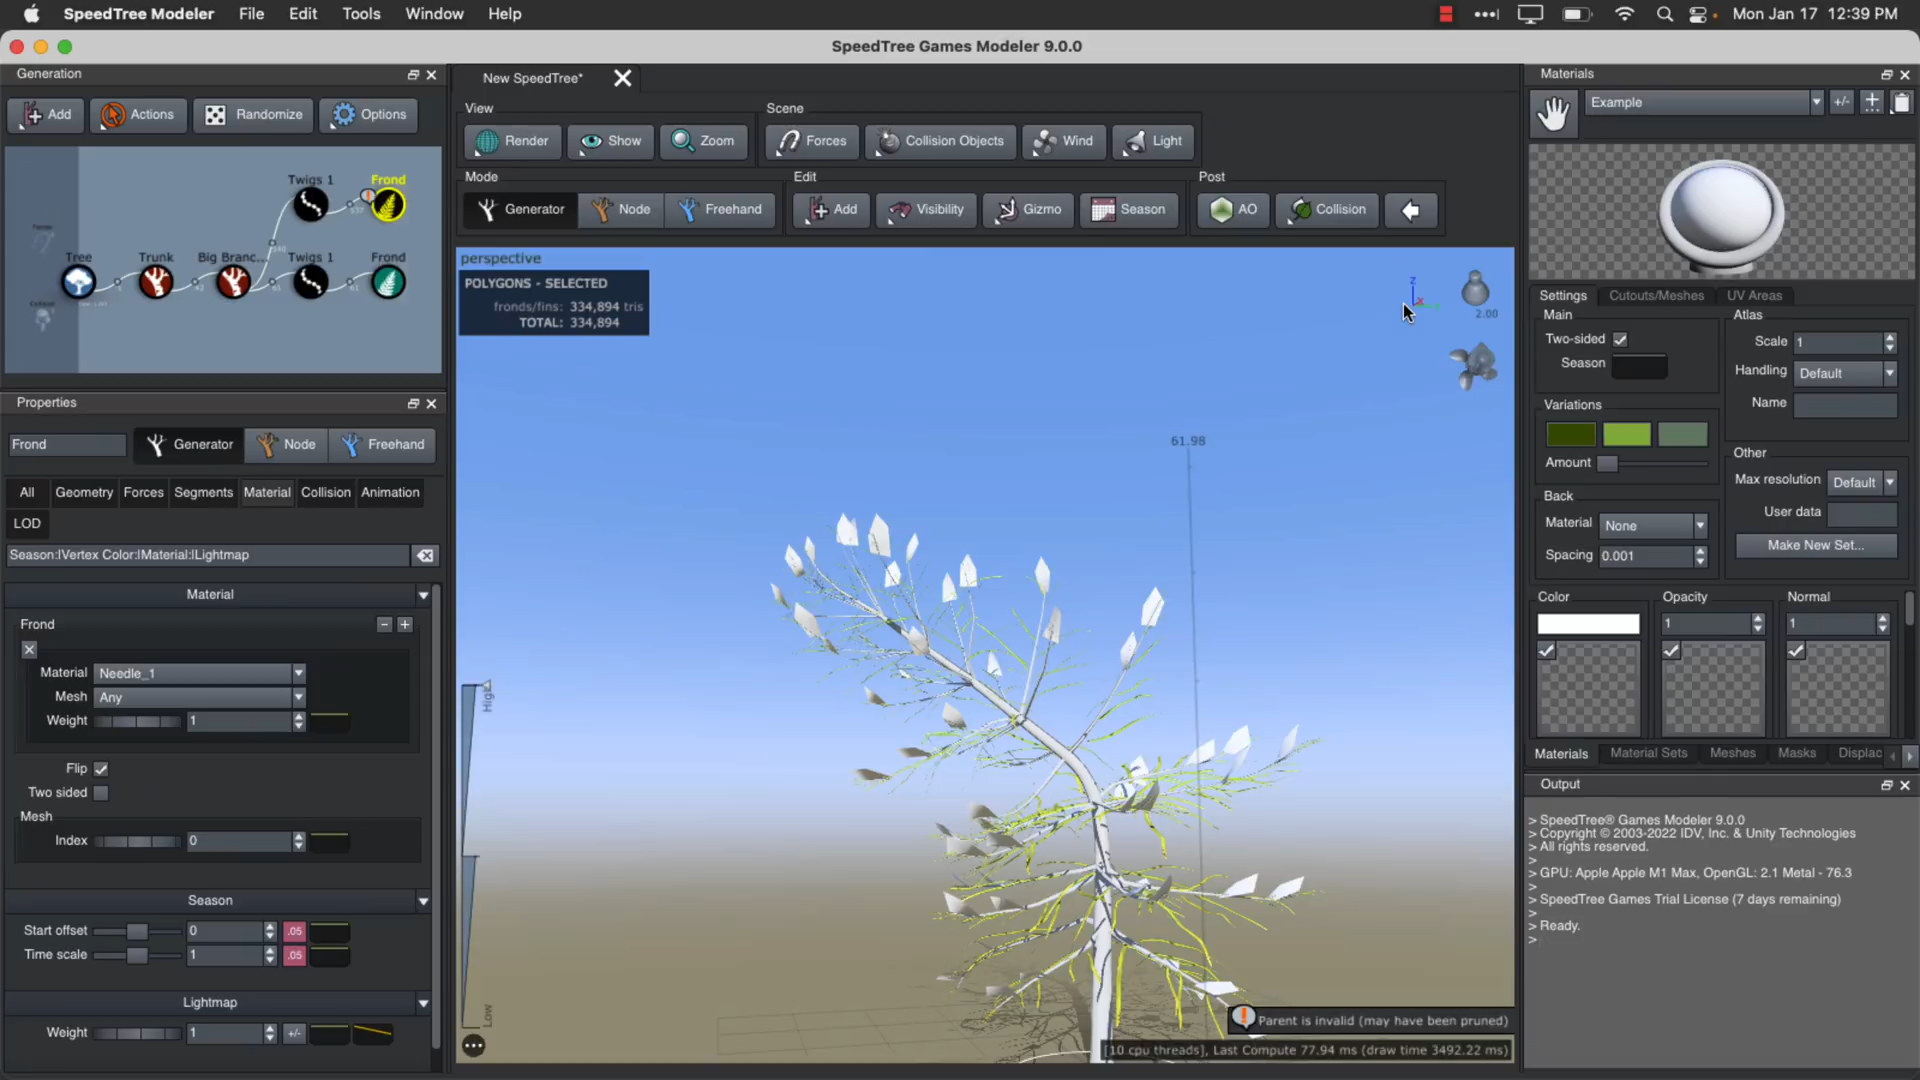 SpeedTree Modeler File Edit Tools Window Help Mon Jan 17 12:39 PM
SpeedTree Games Modeler 9.0.0
Generation
Add Actions Randomize Options
Twigs 1 Frond
Tree Trunk Big Branc... Twigs 1 Frond
Properties
Frond Generator Node Freehand
All Geometry Forces Segments Material Collision Animation
LOD
Season:|Vertex Color:|Material:|Lightmap
Material
Frond
Material Needle_1
Mesh Any
Weight 1
Flip
Two sided
Mesh
Index 0
Season
Start offset 0 .05
Time scale 1 .05
Lightmap
Weight 1 +/-
New SpeedTree*
View Scene
Render Show Zoom Forces Collision Objects Wind Light
Mode Edit Post
Generator Node Freehand Add Visibility Gizmo Season AO Collision
perspective
POLYGONS - SELECTED
fronds/fins: 334,894 tris
TOTAL: 334,894
z
x
2.00
61.98
High
Low
Parent is invalid (may have been pruned)
[10 cpu threads], Last Compute 77.94 ms (draw time 3492.22 ms)
Materials
Example +/-
Settings Cutouts/Meshes UV Areas
Main
Two-sided
Season
Variations
Amount
Back
Material None
Spacing 0.001
Atlas
Scale 1
Handling Default
Name
Other
Max resolution Default
User data
Make New Set...
Color Opacity Normal
1 1
Materials Material Sets Meshes Masks Displac
Output
> SpeedTree® Games Modeler 9.0.0
> Copyright © 2003-2022 IDV, Inc. & Unity Technologies
> All rights reserved.
>
> GPU: Apple Apple M1 Max, OpenGL: 2.1 Metal - 76.3
>
> SpeedTree Games Trial License (7 days remaining)
>
> Ready.
>